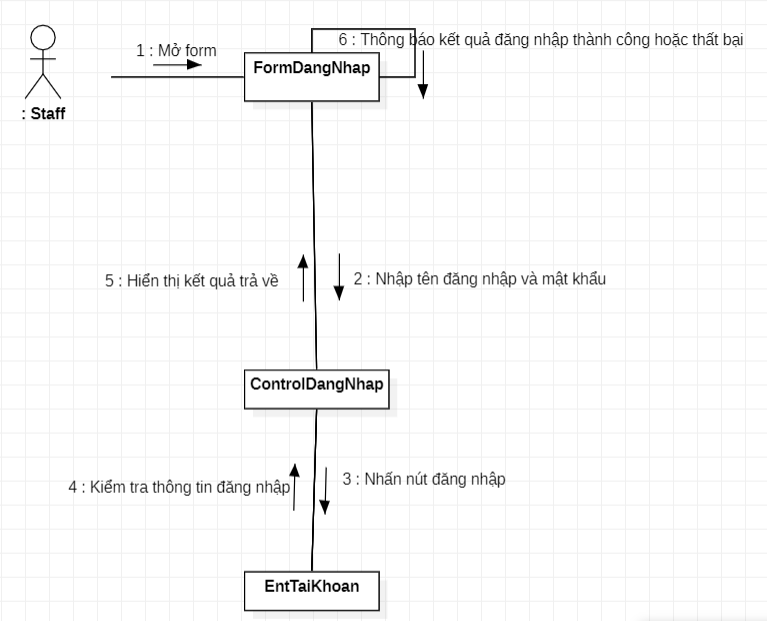 6 : Thông báo kết quả đăng nhập thành công hoặc thất bại
1 : Mở form
FormDangNhap
: Staff
5 : Hiển thị kết quả trả về
2 : Nhập tên đăng nhập và mật khẩu
ControlDangNhap
4 : Kiểm tra thông tin đăng nhập
3 : Nhấn nút đăng nhập
EntTaiKhoan